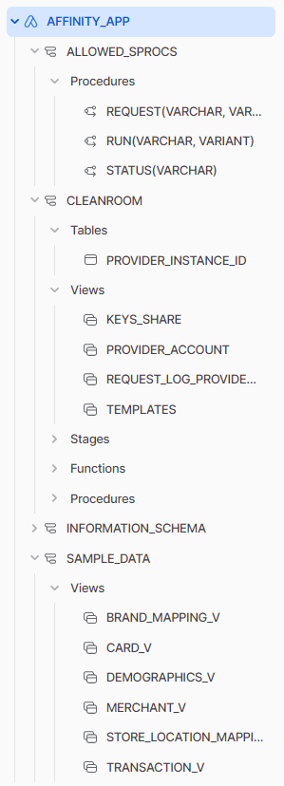 AFFINITY_APP
ALLOWED_SPROCS
Procedures
REQUEST(VARCHAR, VAR...
RUN(VARCHAR, VARIANT)
STATUS(VARCHAR)
CLEANROOM
Tables
PROVIDER_INSTANCE_ID
Views
KEYS_SHARE
PROVIDER_ACCOUNT
REQUEST_LOG_PROVIDE...
TEMPLATES
Stages
Functions
Procedures
INFORMATION_SCHEMA
SAMPLE_DATA
Views
BRAND_MAPPING_V
CARD_V
DEMOGRAPHICS_V
MERCHANT_V
STORE_LOCATION_MAPPI...
TRANSACTION_V